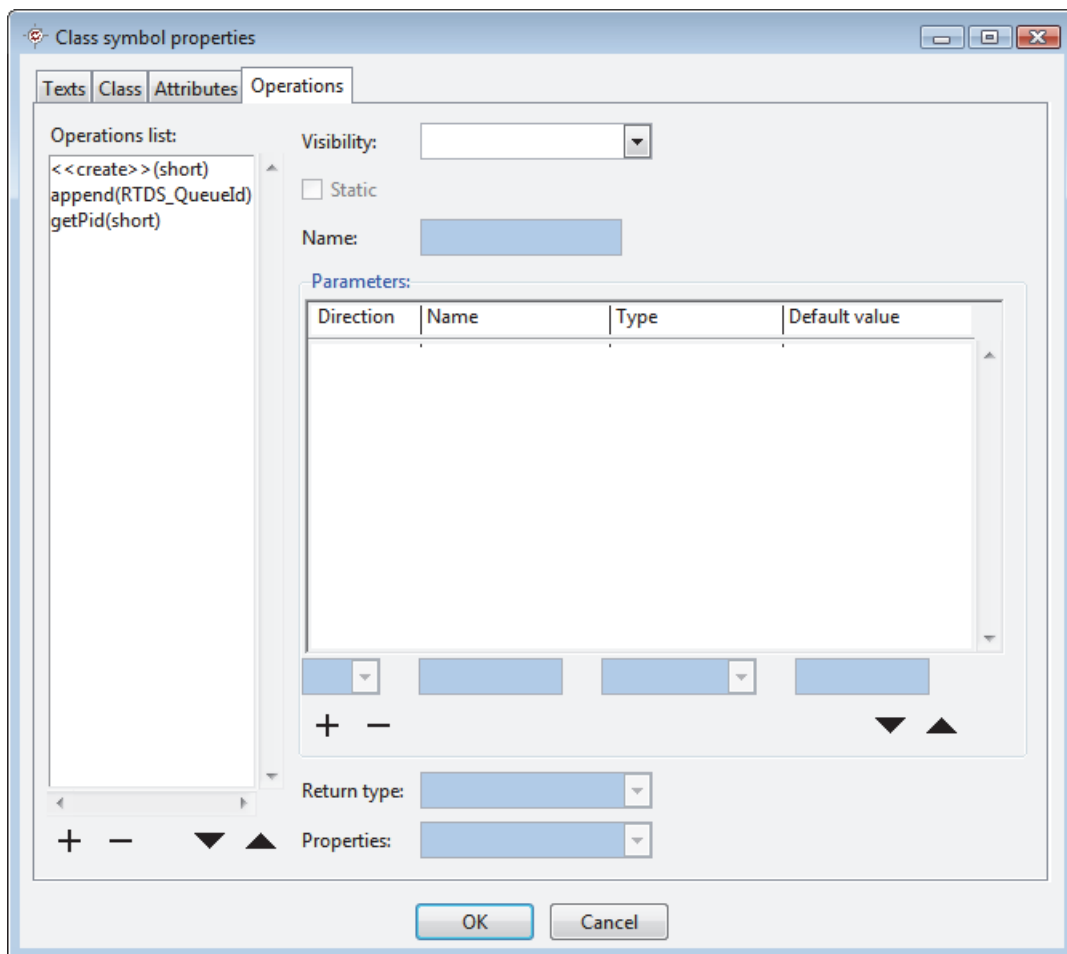 Class symbol properties
Texts Class Attributes Operations
Operations list:
<<create>>(short)
append(RTDS_QueueId)
getPid(short)
Visibility:
Static
Name:
Parameters:
Direction Name Type Default value
Return type:
Properties:
OK Cancel